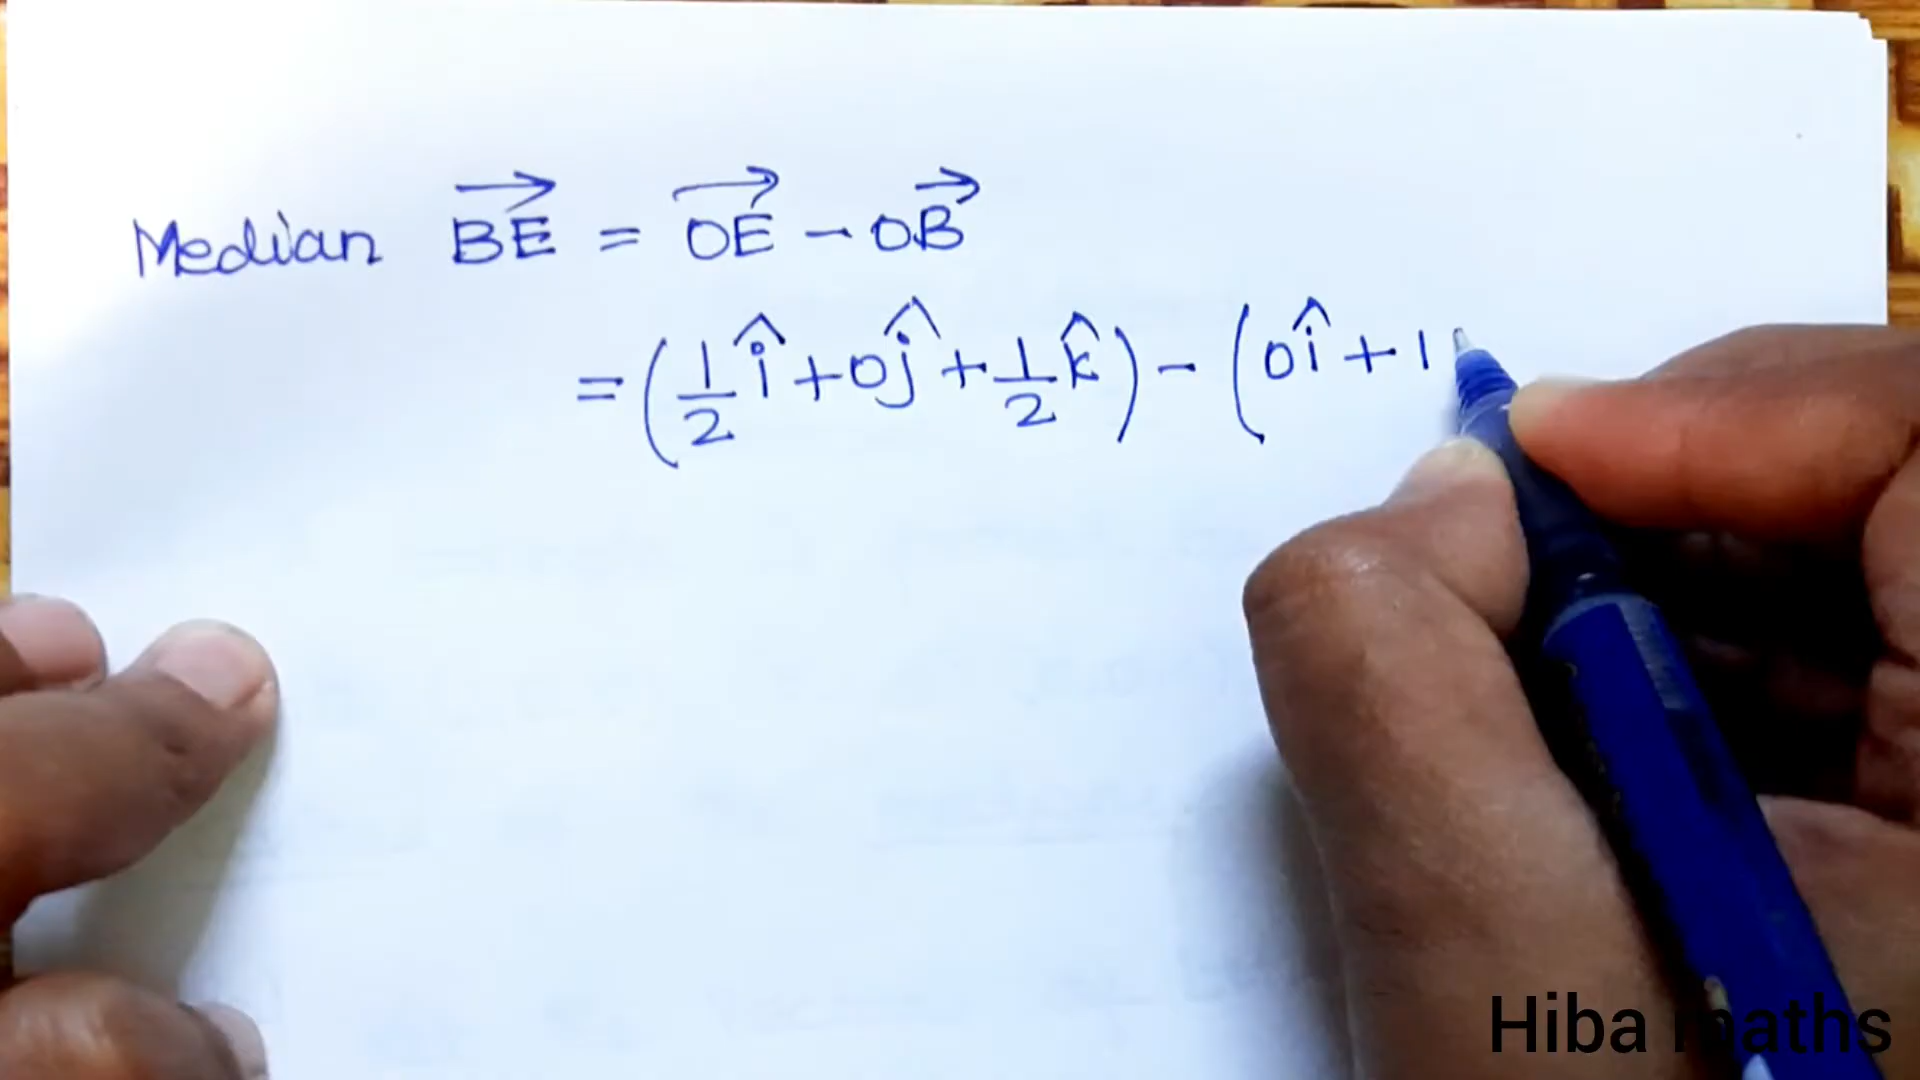 Median BE⃗ = OE⃗ - OB⃗
= (1/2 î + 0ĵ + 1/2 k̂) - (0î + 1
Hiba maths